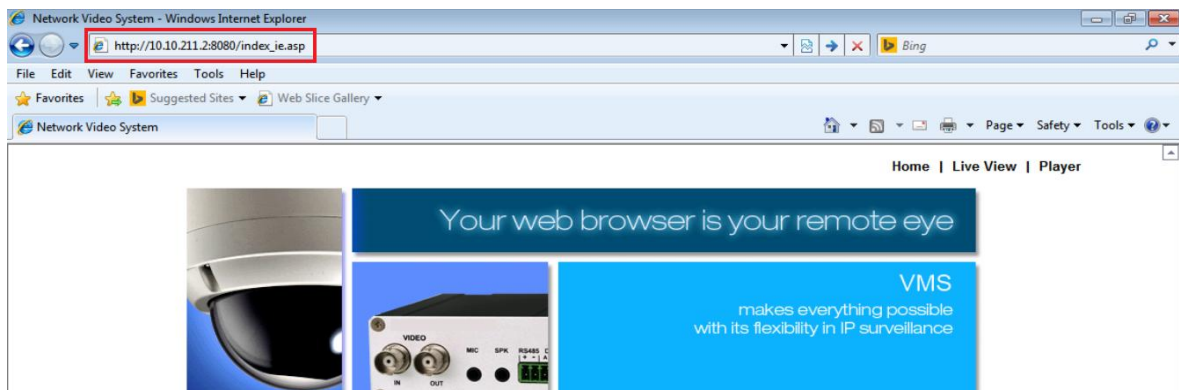 Network Video System - Windows Internet Explorer
http://10.10.211.2:8080/index_ie.asp
Bing
File Edit View Favorites Tools Help
Favorites Suggested Sites Web Slice Gallery
Network Video System Page Safety Tools
Home | Live View | Player
Your web browser is your remote eye
VMS
makes everything possible
with its flexibility in IP surveillance
VIDEO
MIC SPK RS485
+ -
IN OUT